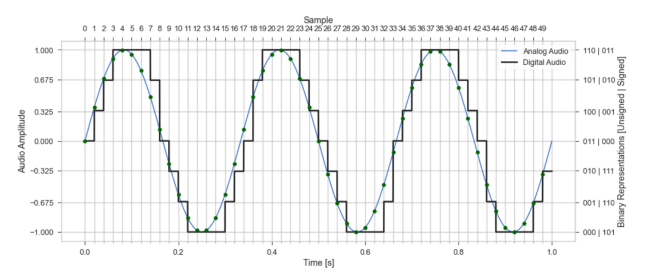 Sample
0 1 2 3 4 5 6 7 8 9 10 11 12 13 14 15 16 17 18 19 20 21 22 23 24 25 26 27 28 29 30 31 32 33 34 35 36 37 38 39 40 41 42 43 44 45 46 47 48 49
1.000
0.675
0.325
0.000
−0.325
−0.675
−1.000
Audio Amplitude
Analog Audio
Digital Audio
110 | 011
101 | 010
100 | 001
011 | 000
010 | 111
001 | 110
000 | 101
Binary Representations [Unsigned | Signed]
0.0 0.2 0.4 0.6 0.8 1.0
Time [s]